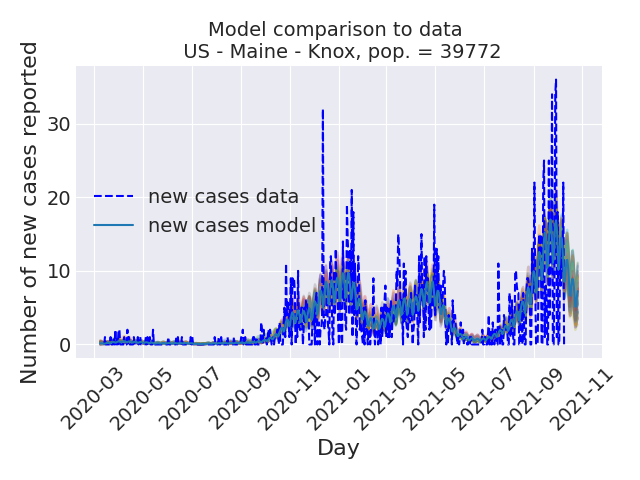 Model comparison to data
US - Maine - Knox, pop. = 39772
Number of new cases reported
30
20
10
0
new cases data
new cases model
2020-03
2020-05
2020-07
2020-09
2020-11
2021-01
2021-03
2021-05
2021-07
2021-09
2021-11
Day